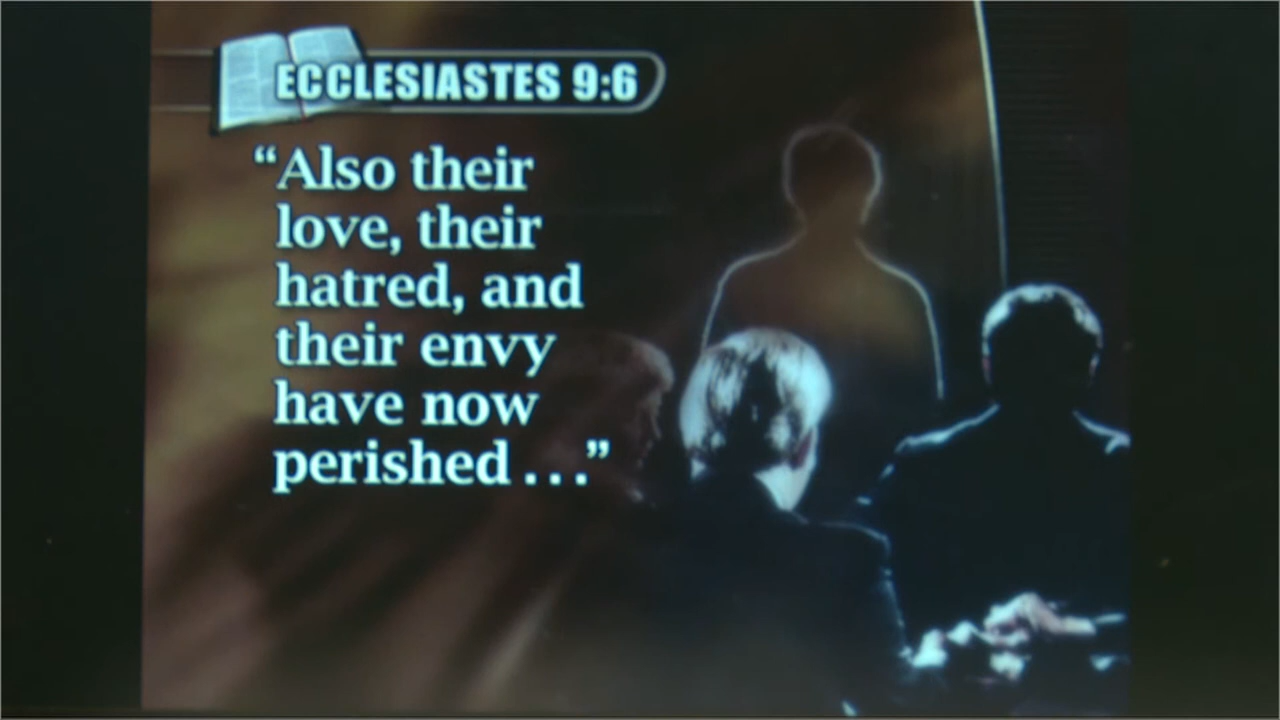 ECCLESIASTES 9:6
“Also their
love, their
hatred, and
their envy
have now
perished . . .”